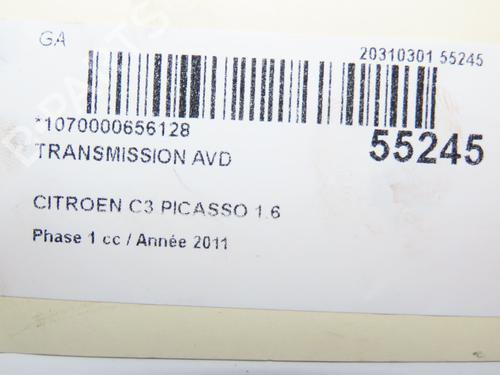 GA
20310301 55245
*1070000656128
55245
TRANSMISSION AVD
CITROEN C3 PICASSO 1.6
Phase 1 cc / Année 2011